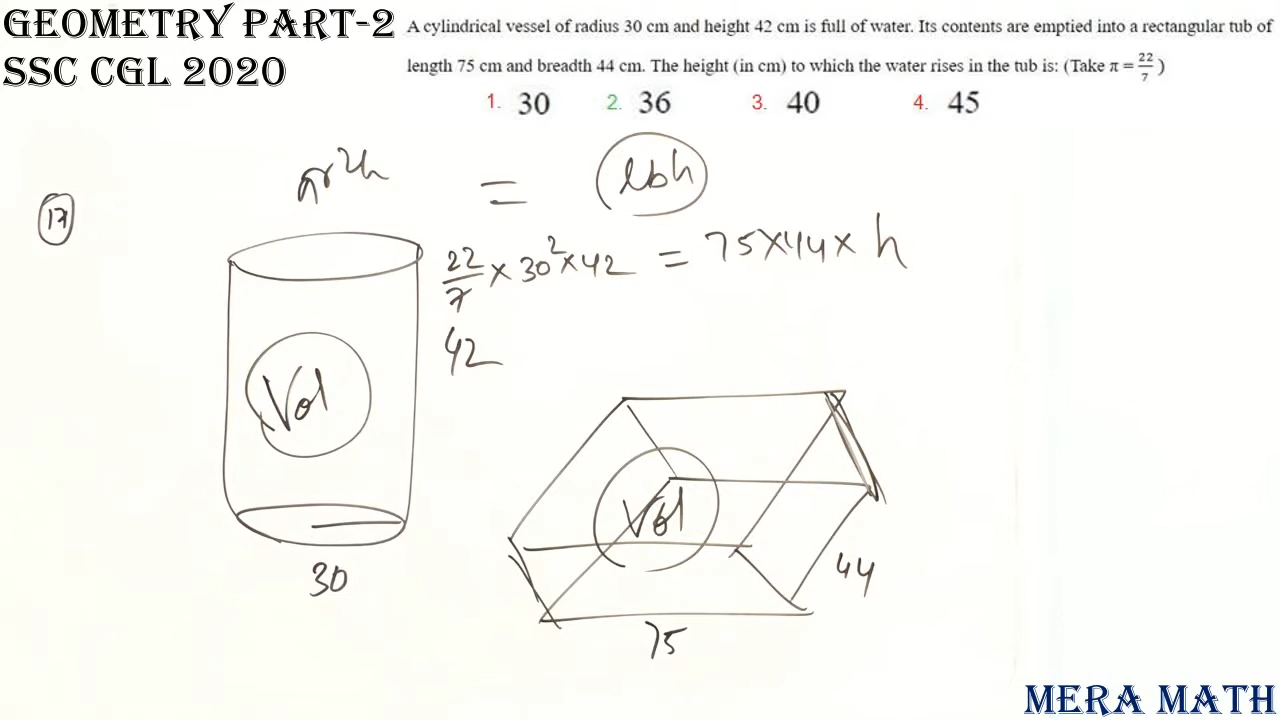 GEOMETRY PART-2
SSC CGL 2020
A cylindrical vessel of radius 30 cm and height 42 cm is full of water. Its contents are emptied into a rectangular tub of
length 75 cm and breadth 44 cm. The height (in cm) to which the water rises in the tub is: (Take π = 22/7 )
1. 30 2. 36 3. 40 4. 45
πr²h = lbh
17
22/7 × 30² × 42 = 75 × 44 × h
42
Vol
Vol
30
44
75
MERA MATH